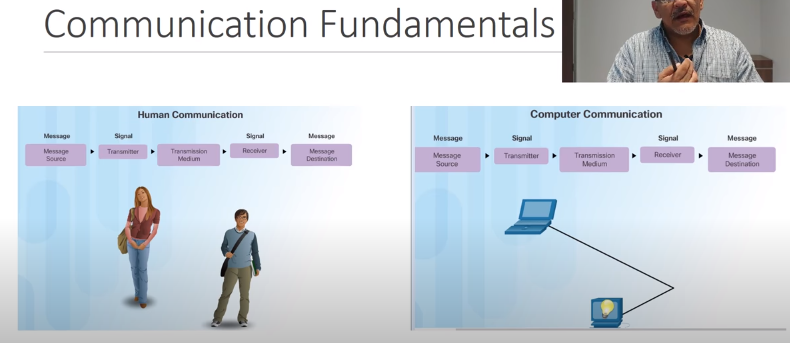 Communication Fundamentals
Human Communication
Message Signal Signal Message
Message Source
Transmitter
Transmission Medium
Receiver
Message Destination
Computer Communication
Message Signal Signal Message
Message Source
Transmitter
Transmission Medium
Receiver
Message Destination